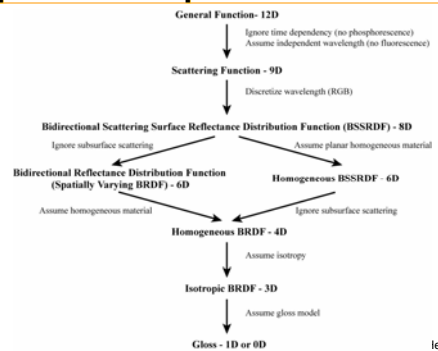 General Function- 12D
Ignore time dependency (no phosphorescence)
Assume independent wavelength (no fluorescence)
Scattering Function - 9D
Discretize wavelength (RGB)
Bidirectional Scattering Surface Reflectance Distribution Function (BSSRDF) - 8D
Ignore subsurface scattering
Assume planar homogeneous material
Bidirectional Reflectance Distribution Function
(Spatially Varying BRDF) - 6D
Homogeneous BSSRDF - 6D
Assume homogeneous material
Ignore subsurface scattering
Homogeneous BRDF - 4D
Assume isotropy
Isotropic BRDF - 3D
Assume gloss model
Gloss - 1D or 0D